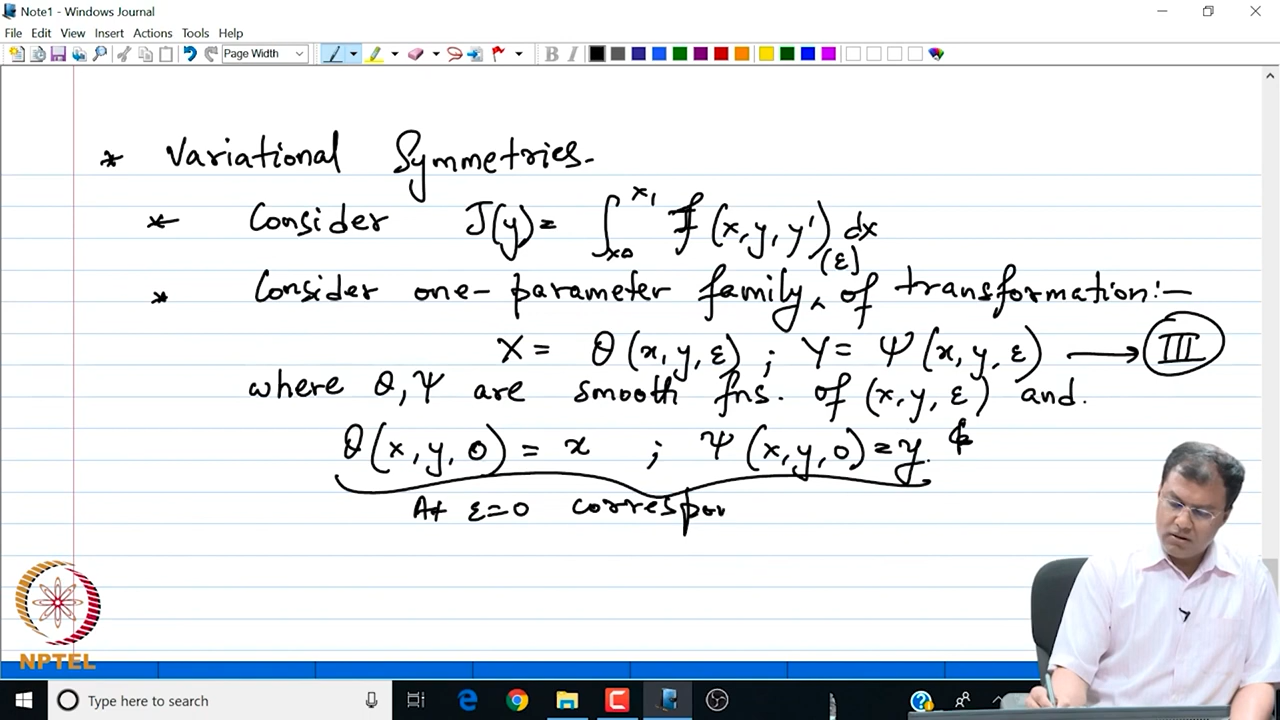 Note1 - Windows Journal
File Edit View Insert Actions Tools Help
Page Width
B I
* Variational Symmetries.
* Consider J(y) = ∫_{x0}^{x1} f (x, y, y') dx
* Consider one-parameter family (ε) of transformation:-
X = θ (x, y, ε) ; Y = Ψ (x, y, ε) → III
where θ, Ψ are smooth fns. of (x, y, ε) and.
θ(x, y, 0) = x ; Ψ (x, y, 0) = y.
At ε=0 correspon
NPTEL
Type here to search